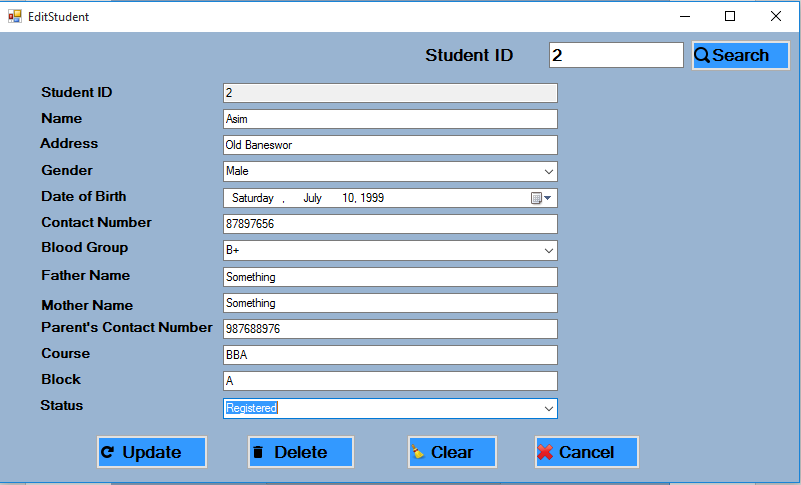 EditStudent
Student ID 2 Search
Student ID 2
Name Asim
Address Old Baneswor
Gender Male
Date of Birth Saturday , July 10, 1999
Contact Number 87897656
Blood Group B+
Father Name Something
Mother Name Something
Parent's Contact Number 987688976
Course BBA
Block A
Status Registered
Update Delete Clear Cancel